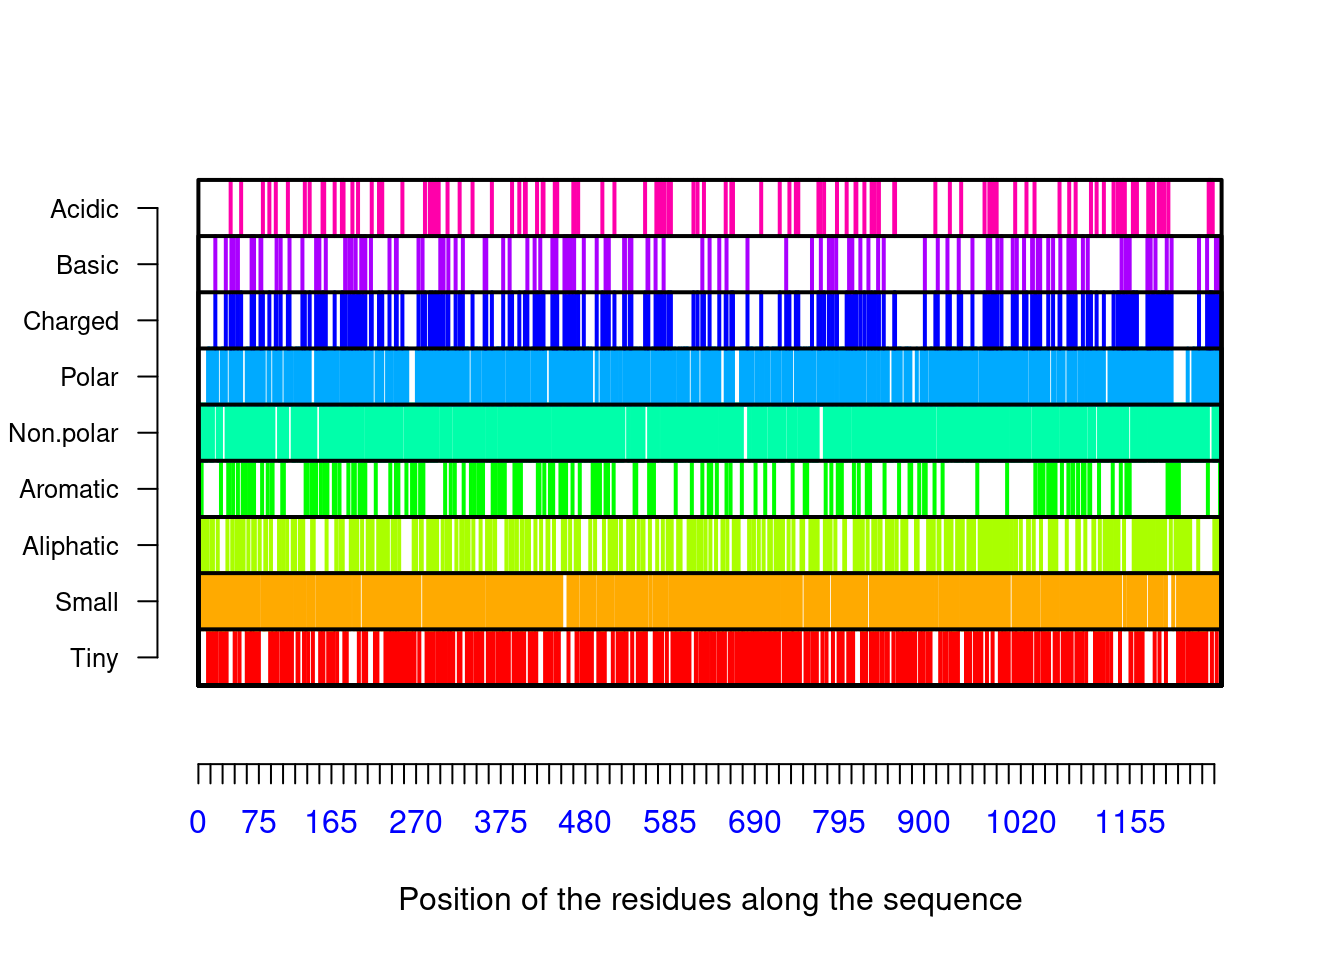 Acidic
Basic
Charged
Polar
Non.polar
Aromatic
Aliphatic
Small
Tiny
0 75 165 270 375 480 585 690 795 900 1020 1155
Position of the residues along the sequence